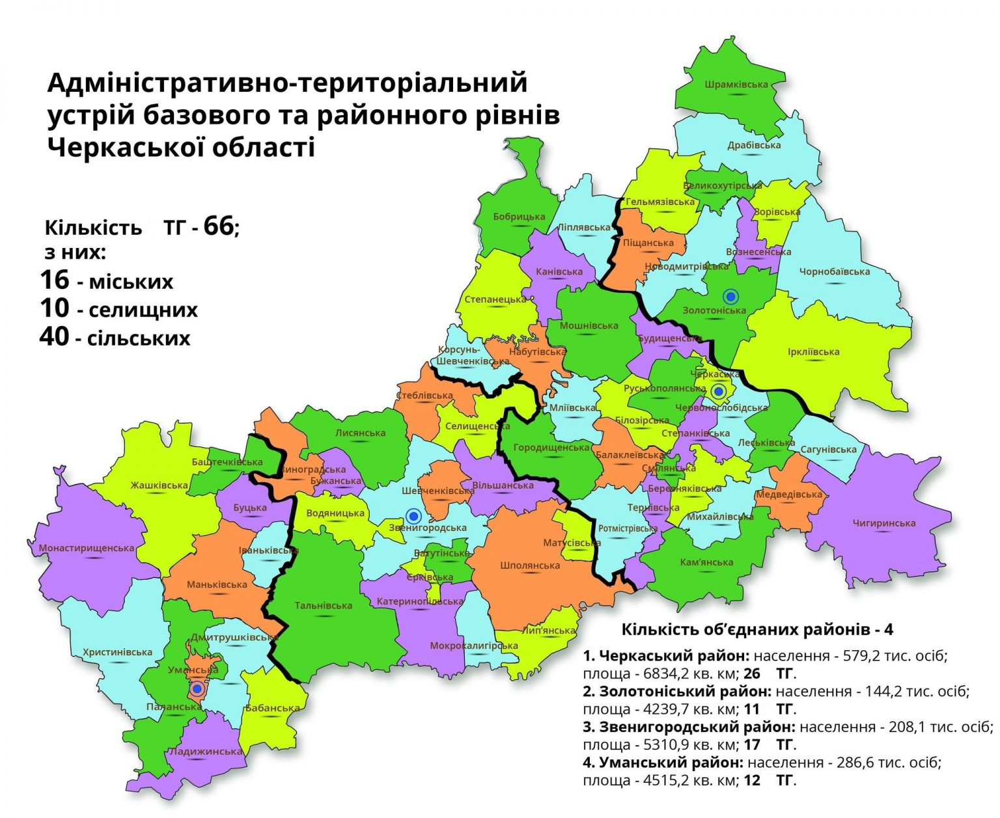 Адміністративно-територіальний
устрій базового та районного рівнів
Черкаської області
Кількість ТГ - 66;
з них:
16 - міських
10 - селищних
40 - сільських
Шрамківська
Драбівська
Великохутірська
Гельмязівська
Зорівська
Бобрицька
Ліплявська
Піщанська
Вознесенська
Новодмитрівська
Канівська
Чорнобаївська
Степанецька
Золотоніська
Мошнівська
Будищенська
Корсунь-
Шевченківська
Набутівська
Іркліївська
Черкаська
Руськополянська
Стеблівська
Мліївська
Червонослобідська
Білозірська
Селищенська
Лисянська
Степанківська
Леськівська
Городищенська
Сагунівська
Балаклеївська
Баштечківська
Виноградська
Смілянська
Бужанська
Жашківська
Вільшанська
Шевченківська
Березняківська
Медведівська
Буцька
Тернівська
Водяницька
Михайлівська
Чигиринська
Звенигородська
Ротмістрівська
Матусівська
Монастирищенська
Іваньківська
Ватутінська
Кам’янська
Шполянська
Єрківська
Маньківська
Катеринопільська
Тальнівська
Лип’янська
Дмитрушківська
Мокрокалигірська
Христинівська
Уманська
Паланська
Бабанська
Ладижинська
Кількість об’єднаних районів - 4
1. Черкаський район: населення - 579,2 тис. осіб;
площа - 6834,2 кв. км; 26 ТГ.
2. Золотоніський район: населення - 144,2 тис. осіб;
площа - 4239,7 кв. км; 11 ТГ.
3. Звенигородський район: населення - 208,1 тис. осіб;
площа - 5310,9 кв. км; 17 ТГ.
4. Уманський район: населення - 286,6 тис. осіб;
площа - 4515,2 кв. км; 12 ТГ.